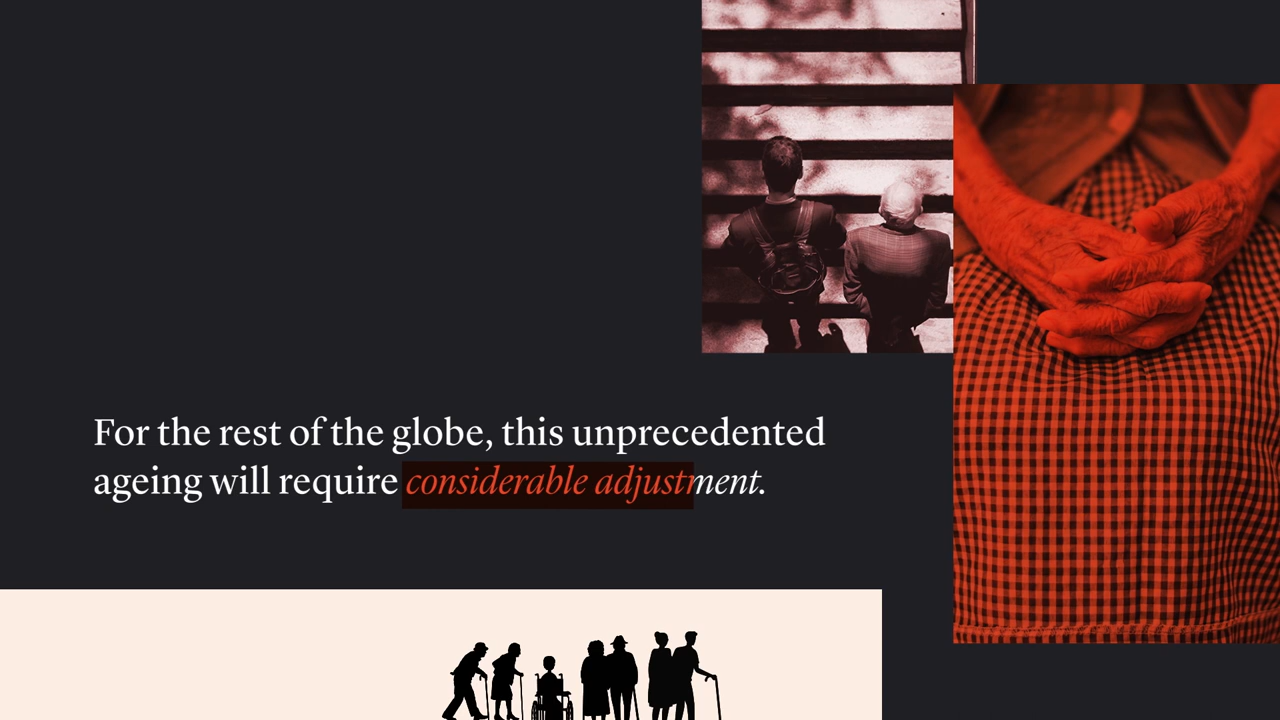 For the rest of the globe, this unprecedented
ageing will require considerable adjustment.